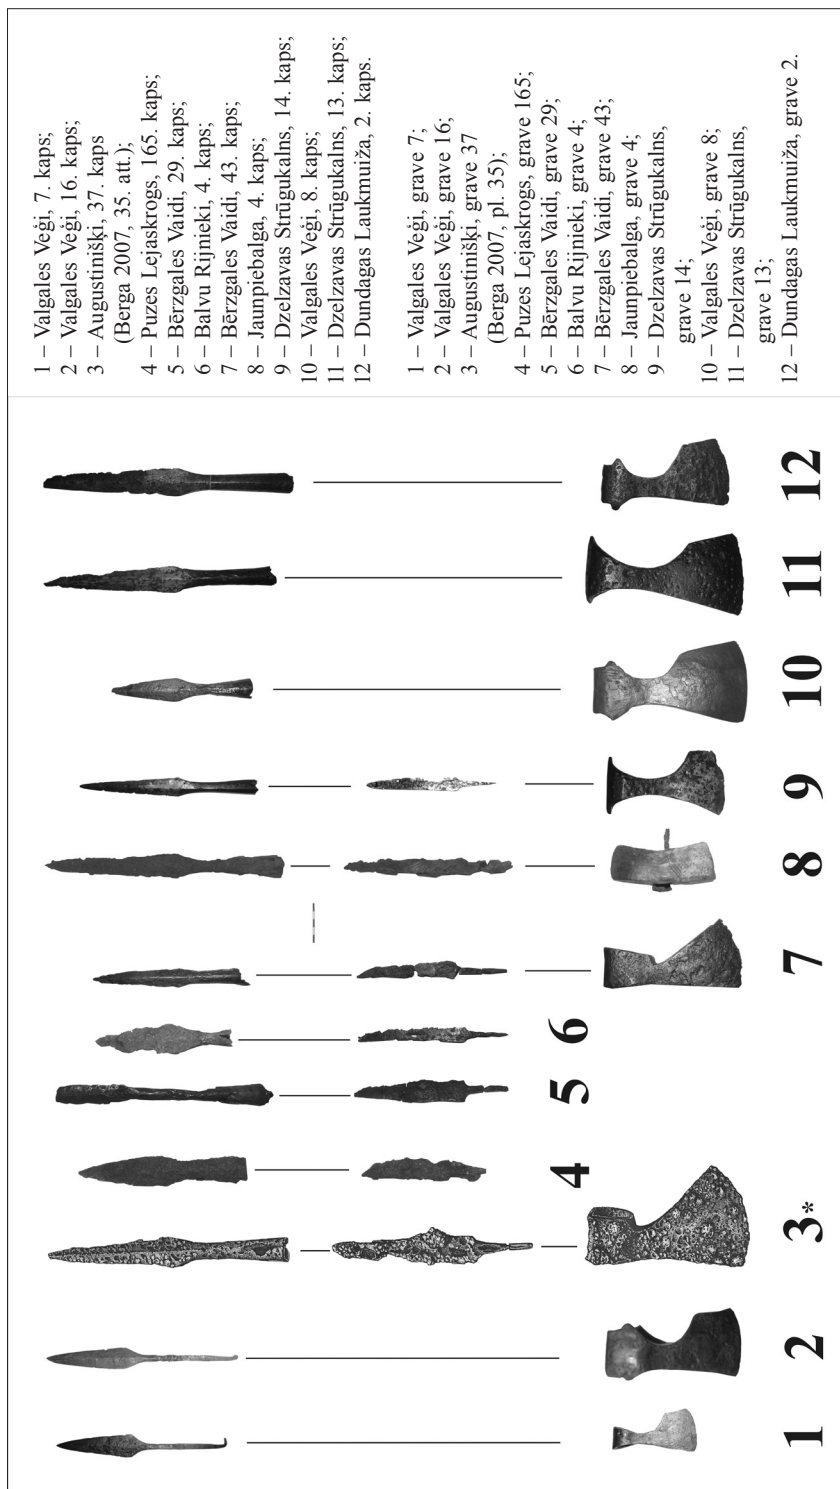 1 – Valgales Veģi, 7. kaps;
2 – Valgales Veģi, 16. kaps;
3 – Augustinišķi, 37. kaps
(Berga 2007, 35. att.);
4 – Puzes Lejaskrogs, 165. kaps;
5 – Bērzgales Vaidi, 29. kaps;
6 – Balvu Rijnieki, 4. kaps;
7 – Bērzgales Vaidi, 43. kaps;
8 – Jaunpiebalga, 4. kaps;
9 – Dzelzavas Strūgukalns, 14. kaps;
10 – Valgales Veģi, 8. kaps;
11 – Dzelzavas Strūgukalns, 13. kaps;
12 – Dundagas Laukmuiža, 2. kaps.
1 – Valgales Veģi, grave 7;
2 – Valgales Veģi, grave 16;
3 – Augustinišķi, grave 37
(Berga 2007, pl. 35);
4 – Puzes Lejaskrogs, grave 165;
5 – Bērzgales Vaidi, grave 29;
6 – Balvu Rijnieki, grave 4;
7 – Bērzgales Vaidi, grave 43;
8 – Jaunpiebalga, grave 4;
9 – Dzelzavas Strūgukalns,
grave 14;
10 – Valgales Veģi, grave 8;
11 – Dzelzavas Strūgukalns,
grave 13;
12 – Dundagas Laukmuiža, grave 2.
1
2
3*
4
5
6
7
8
9
10
11
12